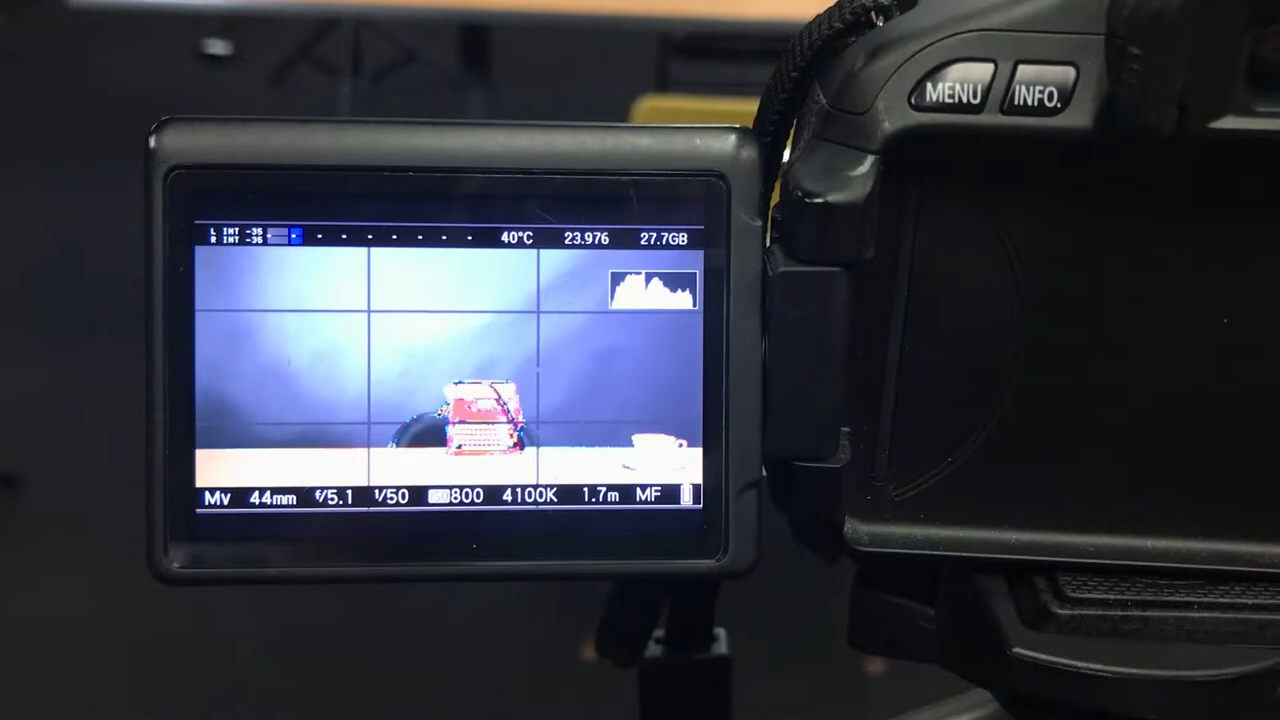 MENU INFO.
L INT -35
R INT -35
40°C 23.976 27.7GB
Mv 44mm f/5.1 1/50 ISO800 4100K 1.7m MF